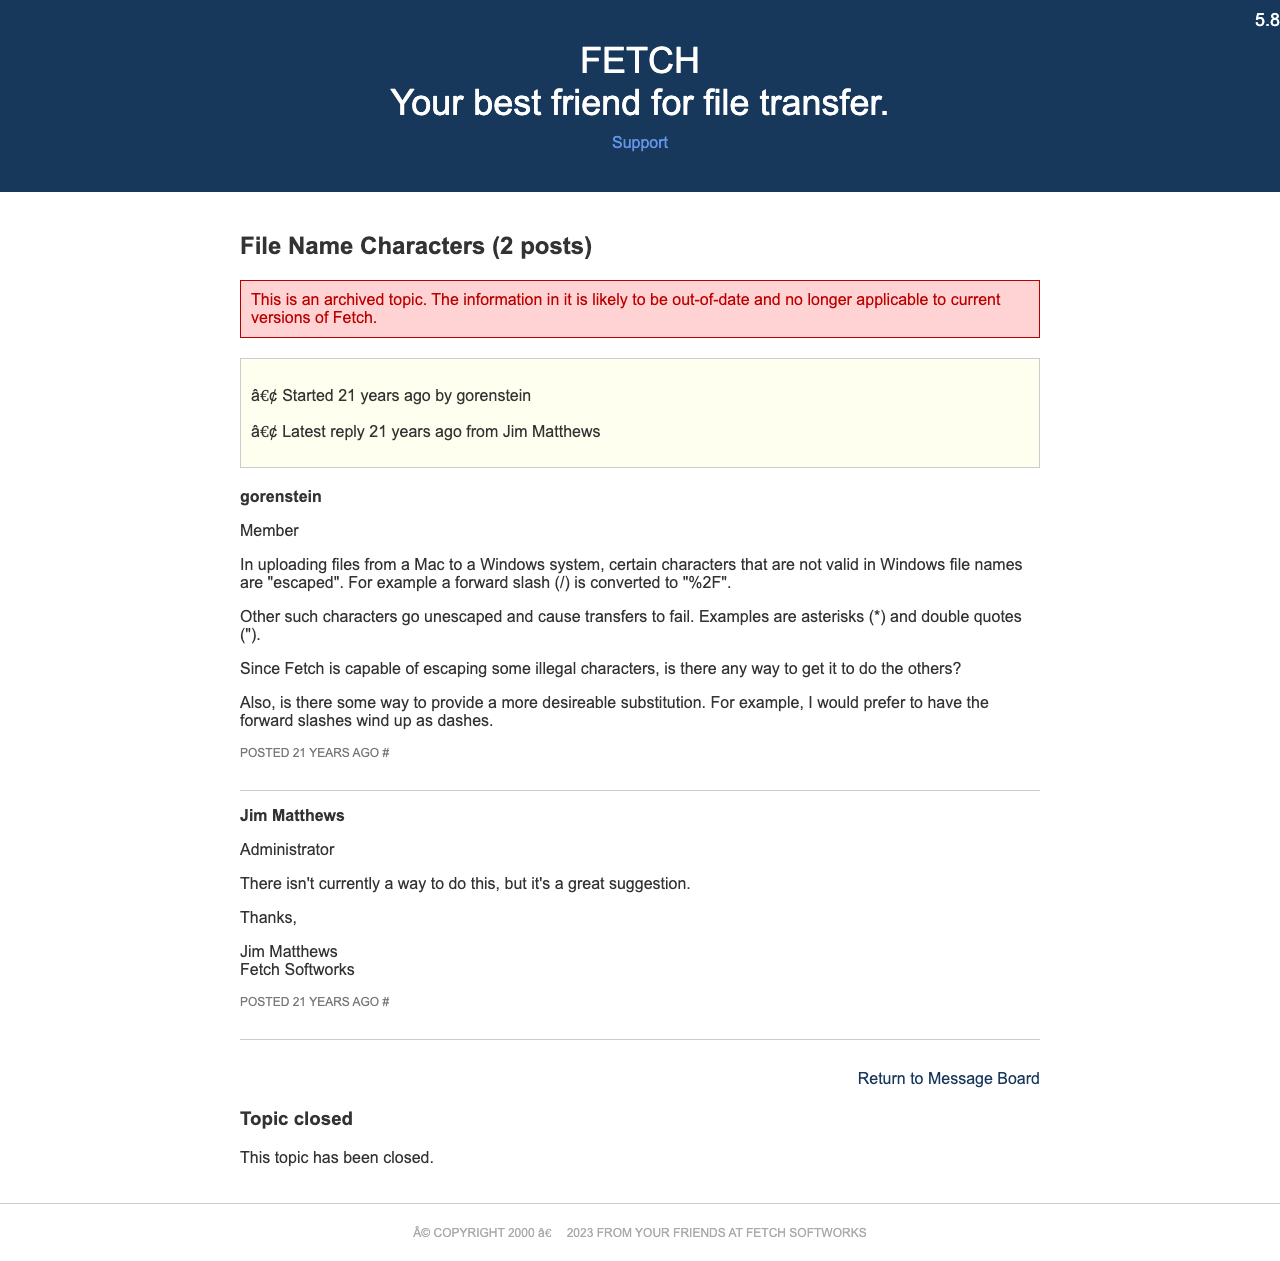 5.8
FETCH
Your best friend for file transfer.
Support
File Name Characters (2 posts)
This is an archived topic. The information in it is likely to be out-of-date and no longer applicable to current
versions of Fetch.
â€¢ Started 21 years ago by gorenstein
â€¢ Latest reply 21 years ago from Jim Matthews
gorenstein
Member
In uploading files from a Mac to a Windows system, certain characters that are not valid in Windows file names
are "escaped". For example a forward slash (/) is converted to "%2F".
Other such characters go unescaped and cause transfers to fail. Examples are asterisks (*) and double quotes
(").
Since Fetch is capable of escaping some illegal characters, is there any way to get it to do the others?
Also, is there some way to provide a more desireable substitution. For example, I would prefer to have the
forward slashes wind up as dashes.
POSTED 21 YEARS AGO #
Jim Matthews
Administrator
There isn't currently a way to do this, but it's a great suggestion.
Thanks,
Jim Matthews
Fetch Softworks
POSTED 21 YEARS AGO #
Return to Message Board
Topic closed
This topic has been closed.
Â© COPYRIGHT 2000 â€ 2023 FROM YOUR FRIENDS AT FETCH SOFTWORKS